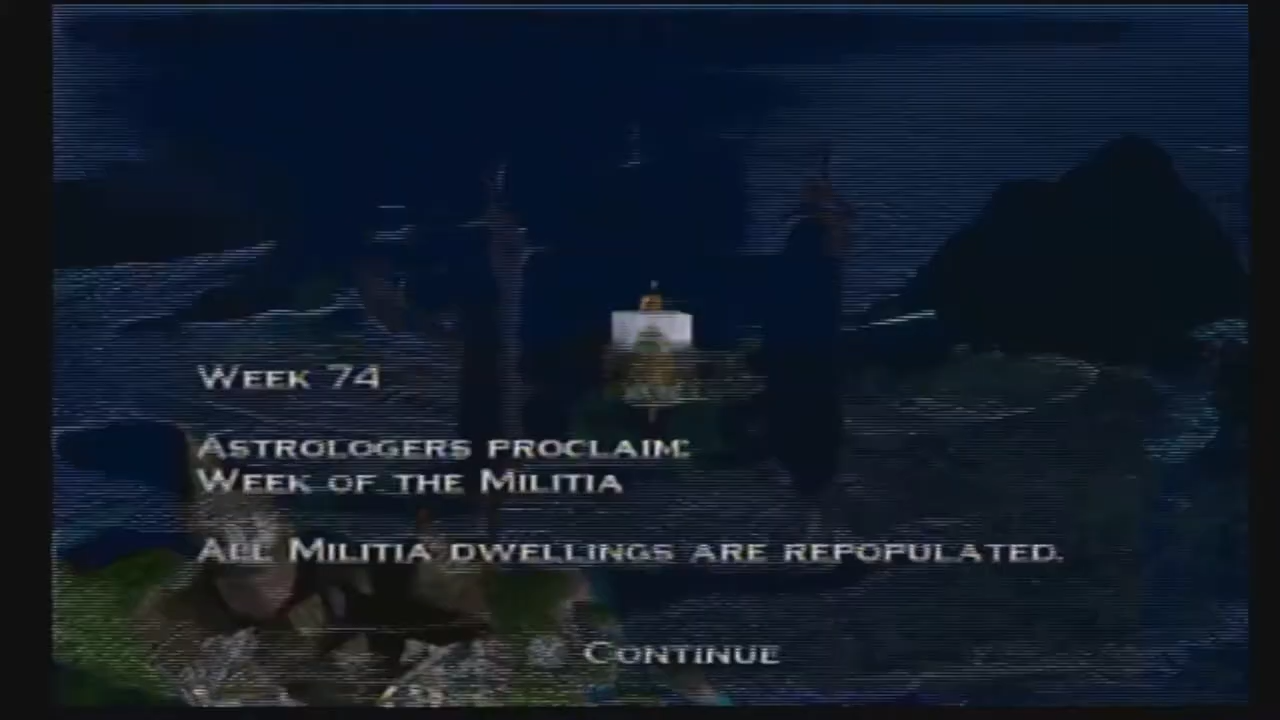 Week 74
Astrologers proclaim:
Week of the Militia
All Militia dwellings are repopulated.
Continue